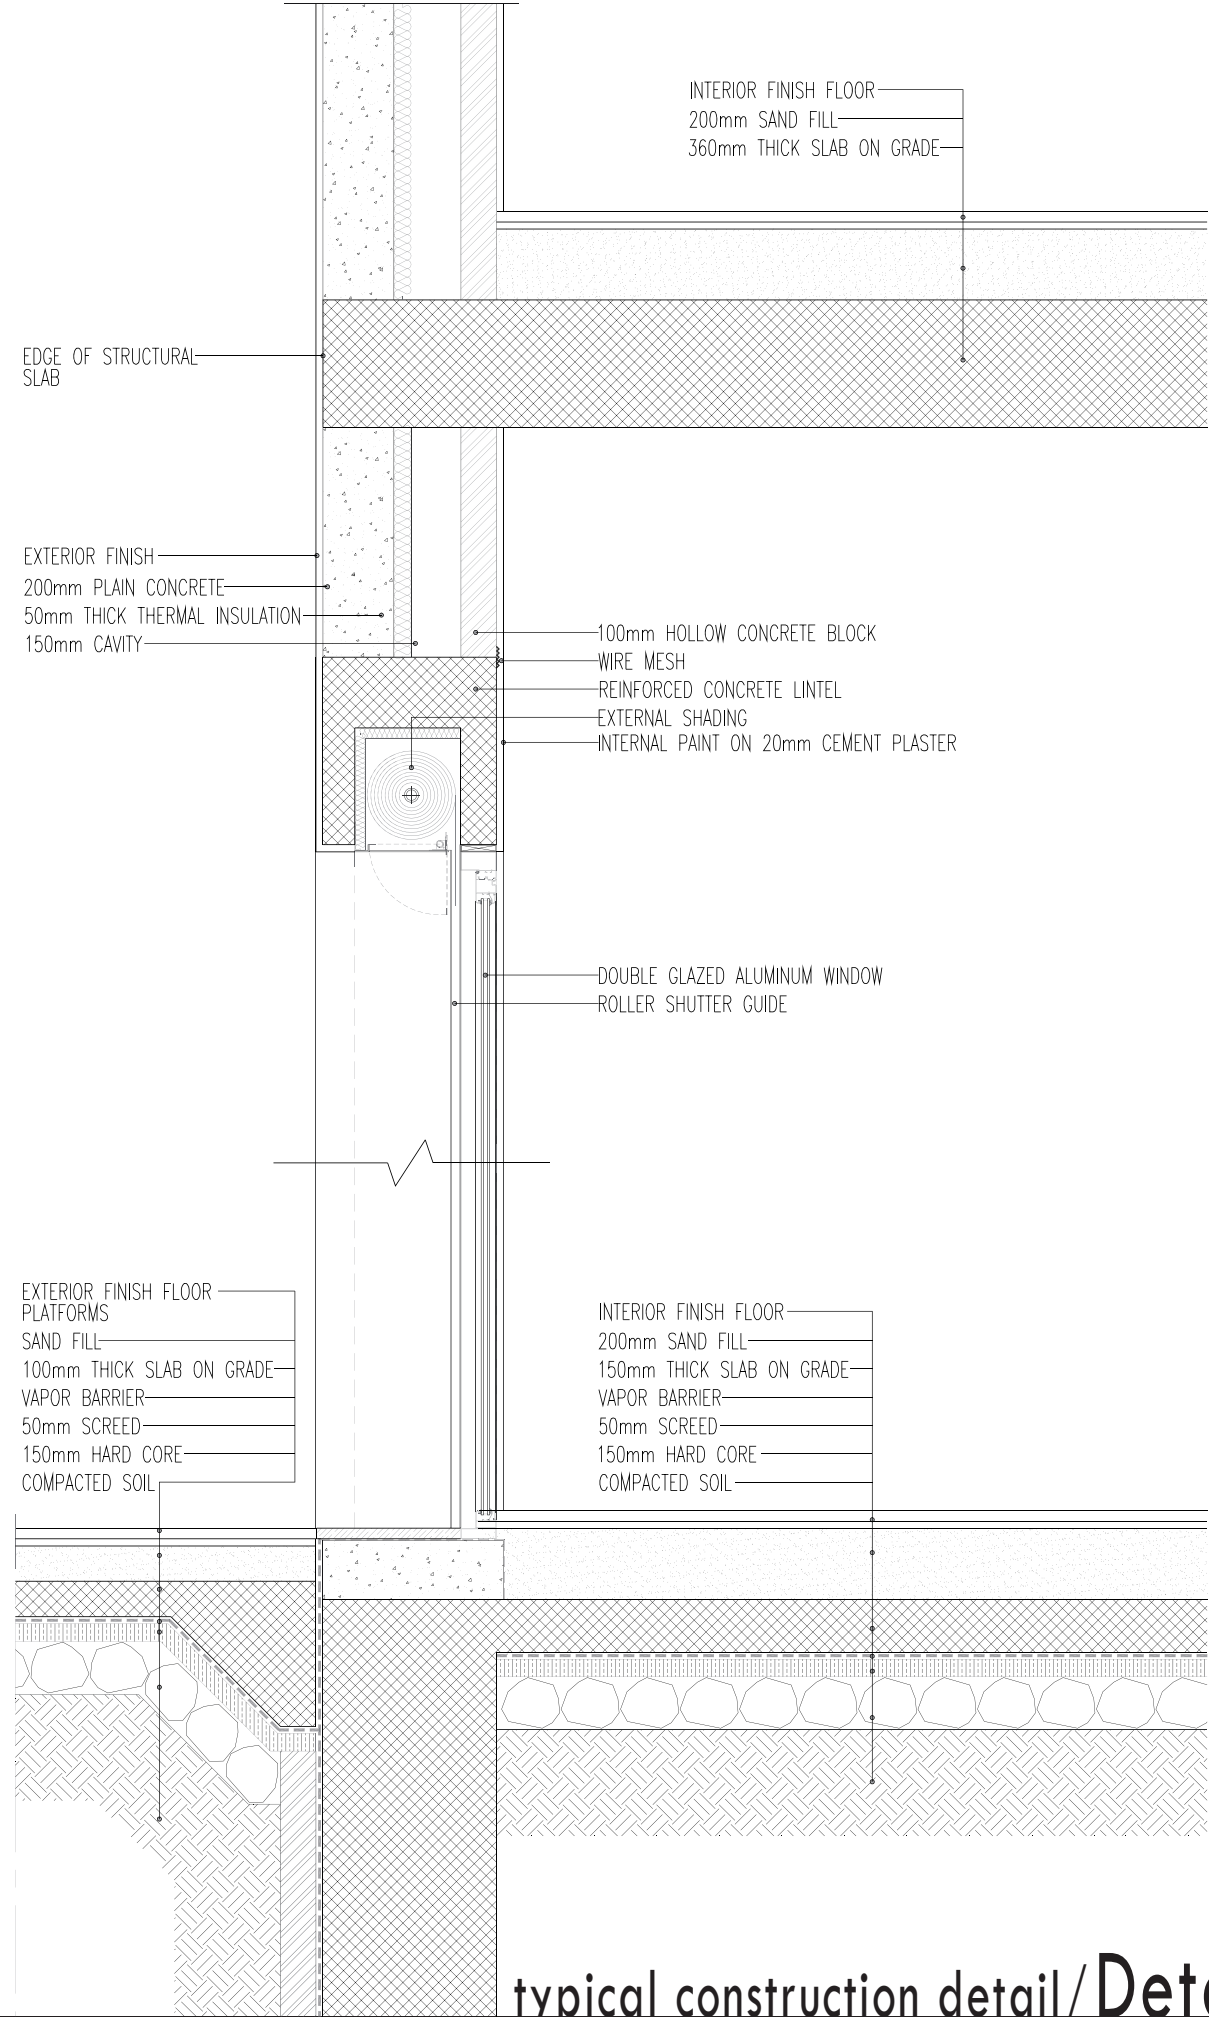 INTERIOR FINISH FLOOR
200mm SAND FILL
360mm THICK SLAB ON GRADE
EDGE OF STRUCTURAL
SLAB
EXTERIOR FINISH
200mm PLAIN CONCRETE
50mm THICK THERMAL INSULATION
150mm CAVITY
100mm HOLLOW CONCRETE BLOCK
WIRE MESH
REINFORCED CONCRETE LINTEL
EXTERNAL SHADING
INTERNAL PAINT ON 20mm CEMENT PLASTER
DOUBLE GLAZED ALUMINUM WINDOW
ROLLER SHUTTER GUIDE
EXTERIOR FINISH FLOOR
PLATFORMS
SAND FILL
100mm THICK SLAB ON GRADE
VAPOR BARRIER
50mm SCREED
150mm HARD CORE
COMPACTED SOIL
INTERIOR FINISH FLOOR
200mm SAND FILL
150mm THICK SLAB ON GRADE
VAPOR BARRIER
50mm SCREED
150mm HARD CORE
COMPACTED SOIL
typical construction detail/